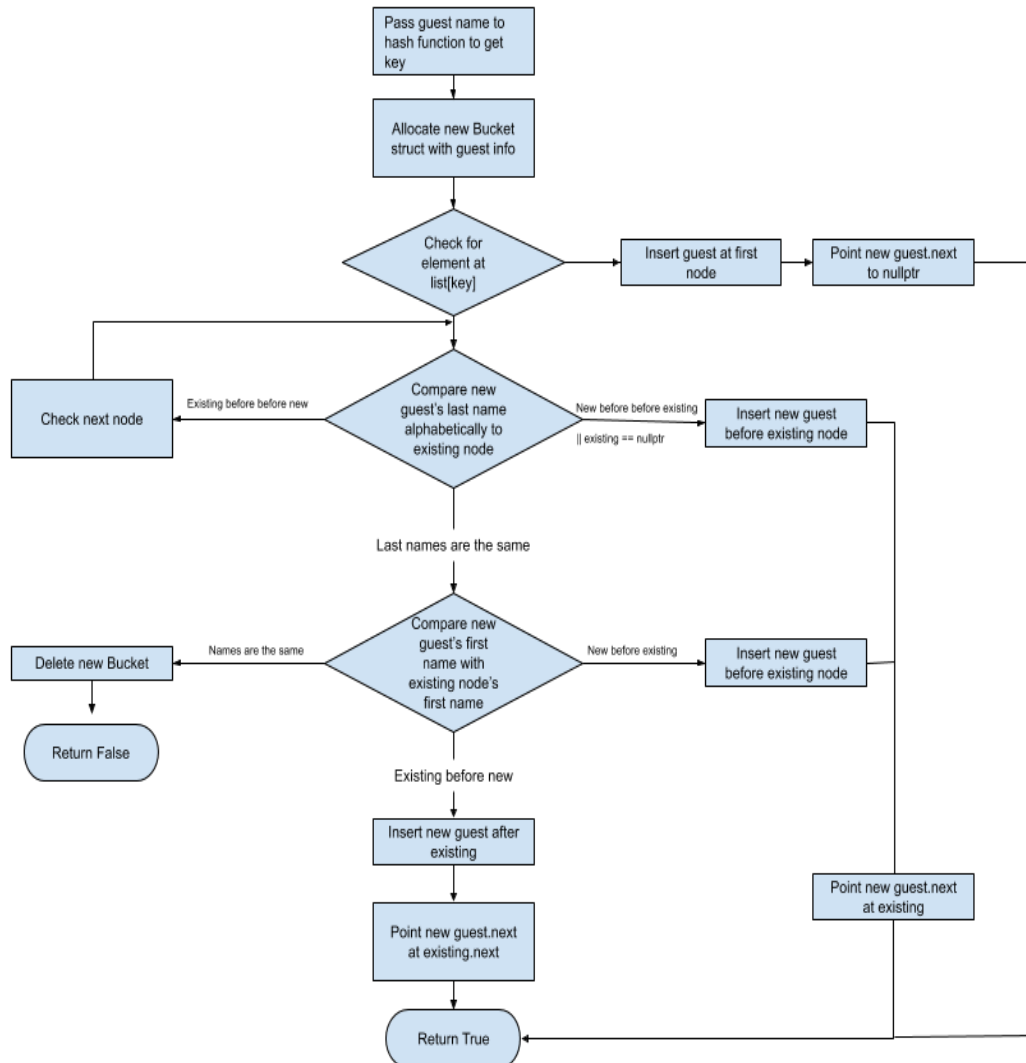 Pass guest name to
hash function to get
key
Allocate new Bucket
struct with guest info
Check for
element at
list[key]
Insert guest at first
node
Point new guest.next
to nullptr
Check next node
Existing before before new
Compare new
guest's last name
alphabetically to
existing node
New before before existing
|| existing == nullptr
Insert new guest
before existing node
Last names are the same
Delete new Bucket
Names are the same
Compare new
guest's first
name with
existing node's
first name
New before existing
Insert new guest
before existing node
Return False
Existing before new
Insert new guest after
existing
Point new guest.next
at existing
Point new guest.next
at existing.next
Return True